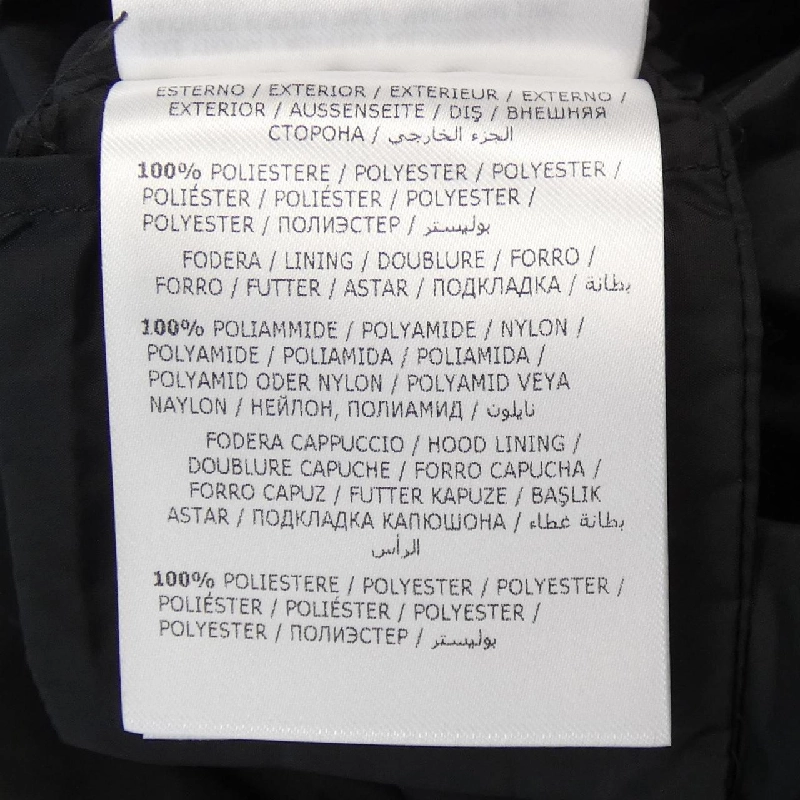 ESTERNO / EXTERIOR / EXTERIEUR / EXTERNO /
EXTERIOR / AUSSENSEITE / DIŞ / ВНЕШНЯЯ
СТОРОНА / الجزء الخارجي
100% POLIESTERE / POLYESTER / POLYESTER /
POLIÉSTER / POLIÉSTER / POLYESTER /
POLYESTER / ПОЛИЭСТЕР / بوليستر
FODERA / LINING / DOUBLURE / FORRO /
FORRO / FUTTER / ASTAR / ПОДКЛАДКА / بطانة
100% POLIAMMIDE / POLYAMIDE / NYLON /
POLYAMIDE / POLIAMIDA / POLIAMIDA /
POLYAMID ODER NYLON / POLYAMID VEYA
NAYLON / НЕЙЛОН, ПОЛИАМИД / نايلون
FODERA CAPPUCCIO / HOOD LINING /
DOUBLURE CAPUCHE / FORRO CAPUCHA /
FORRO CAPUZ / FUTTER KAPUZE / BAŞLIK
ASTAR / ПОДКЛАДКА КАПЮШОНА / بطانة غطاء
الرأس
100% POLIESTERE / POLYESTER / POLYESTER /
POLIÉSTER / POLIÉSTER / POLYESTER /
POLYESTER / ПОЛИЭСТЕР / بوليستر